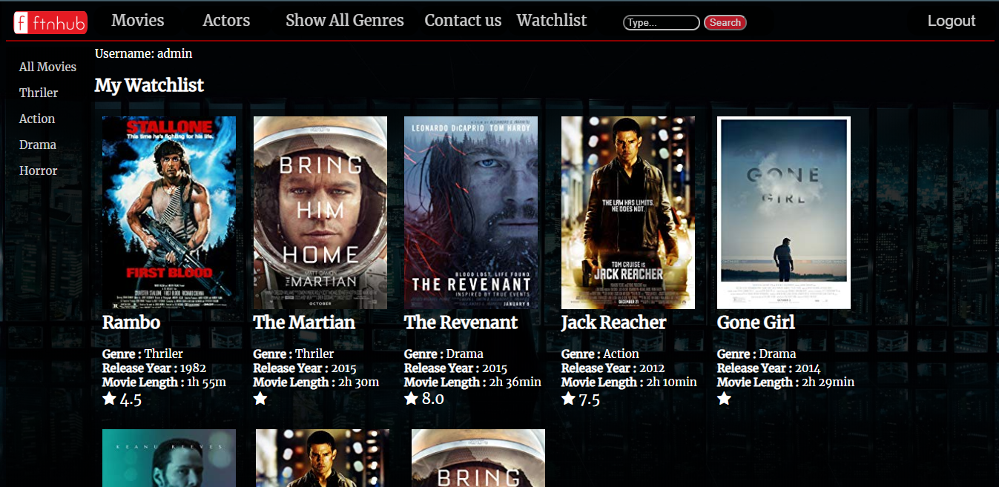 f ftnhub
Movies
Actors
Show All Genres
Contact us
Watchlist
Type...
Search
Logout
All Movies
Thriler
Action
Drama
Horror
Username: admin
My Watchlist
STALLONE
This time he's fighting for his life.
FIRST BLOOD
BRING
HIM
HOME
MATT DAMON
THE MARTIAN
OCTOBER
A FILM BY ALEJANDRO G. IÑÁRRITU
LEONARDO DiCAPRIO TOM HARDY
BLOOD LOST. LIFE FOUND.
THE REVENANT
INSPIRED BY TRUE EVENTS
JANUARY 8
THE LAW HAS LIMITS.
HE DOES NOT.
TOM CRUISE IS
JACK REACHER
DECEMBER 21
GONE
GIRL
Rambo
Genre : Thriler
Release Year : 1982
Movie Length : 1h 55m
4.5
The Martian
Genre : Thriler
Release Year : 2015
Movie Length : 2h 30m
The Revenant
Genre : Drama
Release Year : 2015
Movie Length : 2h 36min
8.0
Jack Reacher
Genre : Action
Release Year : 2012
Movie Length : 2h 10min
7.5
Gone Girl
Genre : Drama
Release Year : 2014
Movie Length : 2h 29min
KEANU REEVES
BRING